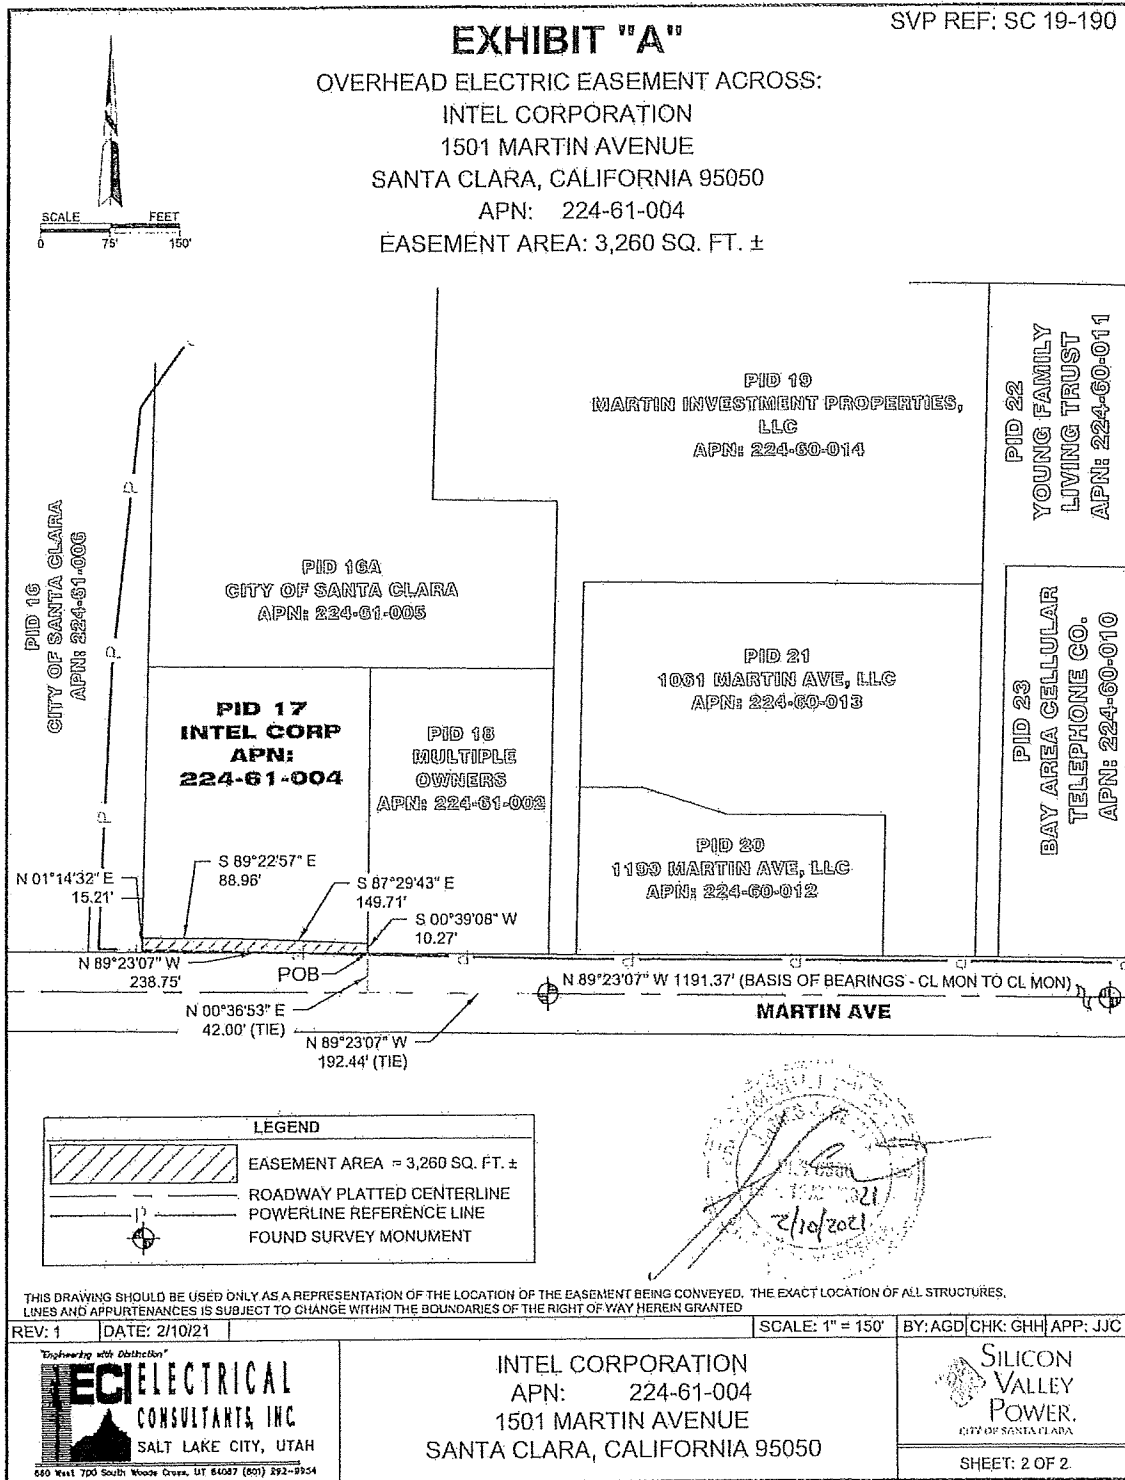 SVP REF: SC 19-190
EXHIBIT "A"
OVERHEAD ELECTRIC EASEMENT ACROSS:
INTEL CORPORATION
1501 MARTIN AVENUE
SANTA CLARA, CALIFORNIA 95050
APN: 224-61-004
EASEMENT AREA: 3,260 SQ. FT. ±
SCALE FEET
0 75' 150'
PID 16
CITY OF SANTA CLARA
APN: 224-61-006
P
P
P
PID 16A
CITY OF SANTA CLARA
APN: 224-61-005
PID 19
MARTIN INVESTMENT PROPERTIES,
LLC
APN: 224-60-014
PID 22
YOUNG FAMILY
LIVING TRUST
APN: 224-60-011
PID 17
INTEL CORP
APN:
224-61-004
PID 18
MULTIPLE
OWNERS
APN: 224-61-002
PID 21
1061 MARTIN AVE, LLC
APN: 224-60-013
PID 23
BAY AREA CELLULAR
TELEPHONE CO.
APN: 224-60-010
PID 20
1199 MARTIN AVE, LLC
APN: 224-60-012
N 01°14'32" E
15.21'
S 89°22'57" E
88.96'
S 87°29'43" E
149.71'
S 00°39'08" W
10.27'
N 89°23'07" W
238.75'
POB
N 00°36'53" E
42.00' (TIE)
N 89°23'07" W
192.44' (TIE)
N 89°23'07" W 1191.37' (BASIS OF BEARINGS - CL MON TO CL MON)
MARTIN AVE
LEGEND
EASEMENT AREA = 3,260 SQ. FT. ±
ROADWAY PLATTED CENTERLINE
P POWERLINE REFERENCE LINE
FOUND SURVEY MONUMENT
2/10/2021
THIS DRAWING SHOULD BE USED ONLY AS A REPRESENTATION OF THE LOCATION OF THE EASEMENT BEING CONVEYED. THE EXACT LOCATION OF ALL STRUCTURES,
LINES AND APPURTENANCES IS SUBJECT TO CHANGE WITHIN THE BOUNDARIES OF THE RIGHT OF WAY HEREIN GRANTED
REV: 1 DATE: 2/10/21 SCALE: 1" = 150' BY: AGD CHK: GHH APP: JJC
"Engineering with Distinction"
ECI ELECTRICAL
CONSULTANTS, INC.
SALT LAKE CITY, UTAH
660 West 700 South Woods Cross, UT 84087 (801) 292-9954
INTEL CORPORATION
APN: 224-61-004
1501 MARTIN AVENUE
SANTA CLARA, CALIFORNIA 95050
SILICON
VALLEY
POWER.
CITY OF SANTA CLARA
SHEET: 2 OF 2